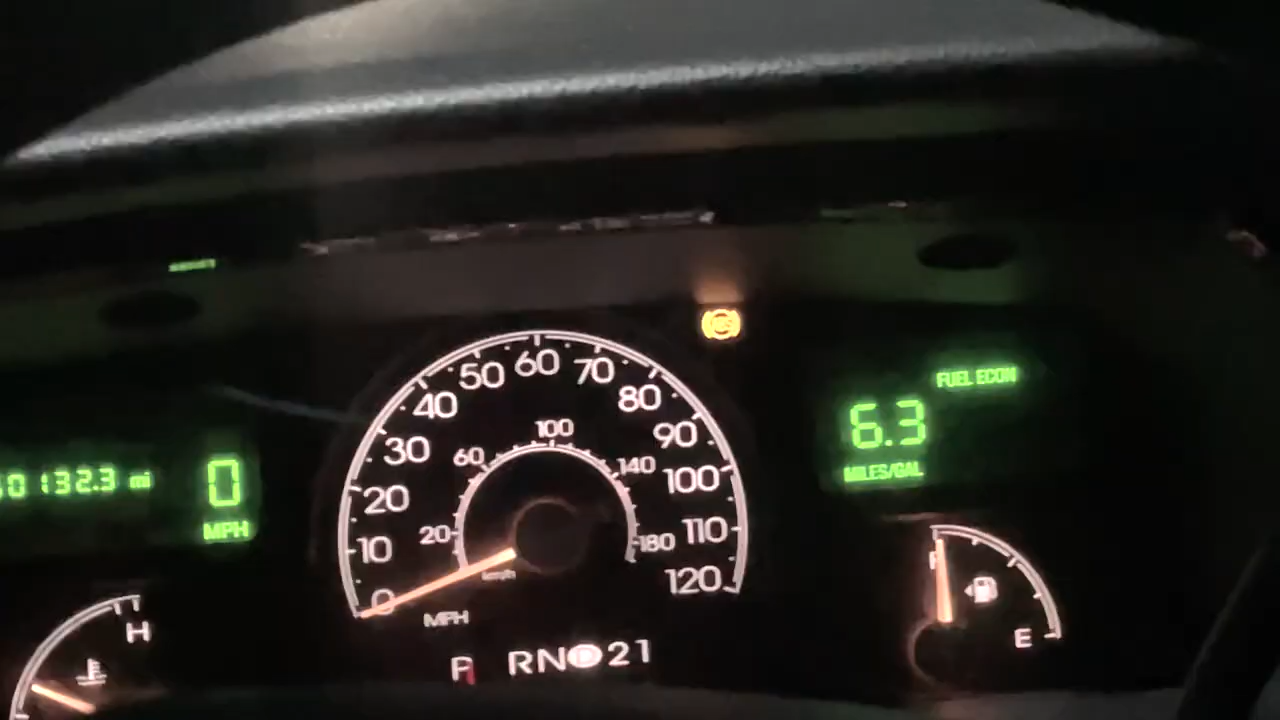 FUEL ECON
6.3
MILES/GAL
0132.3 mi
0
MPH
0 10 20 30 40 50 60 70 80 90 100 110 120
20 60 100 140 180
km/h
MPH
H
F
E
P RN D 21